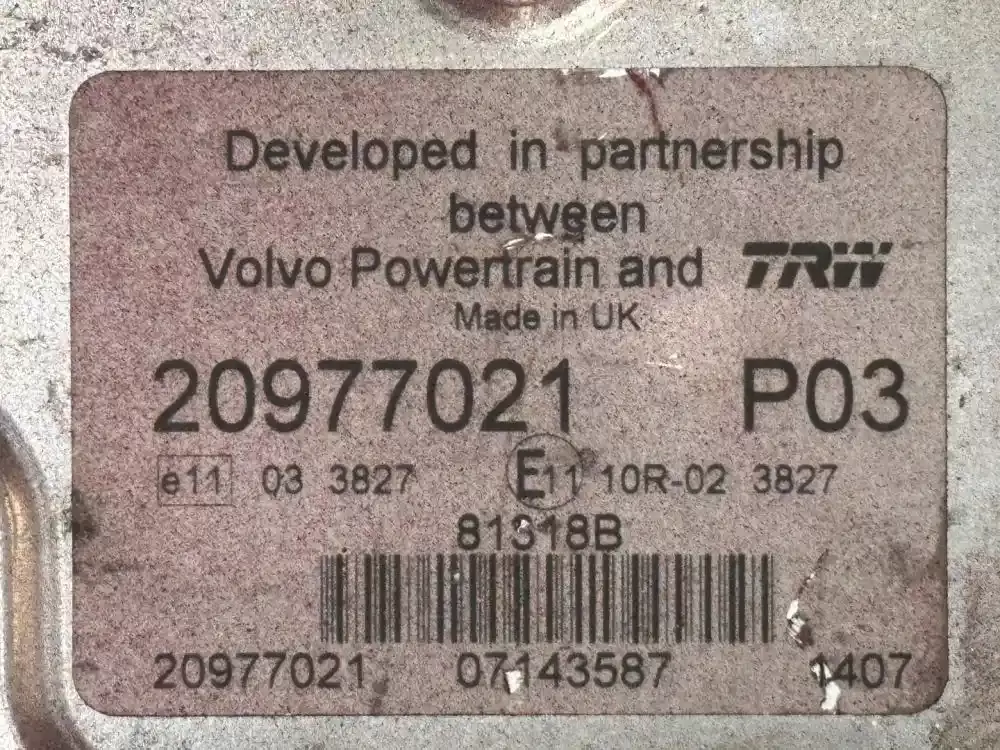 Developed in partnership
between
Volvo Powertrain and TRW
Made in UK
20977021 P03
e11 03 3827 E11 10R-02 3827
81318B
20977021 07143587 1407